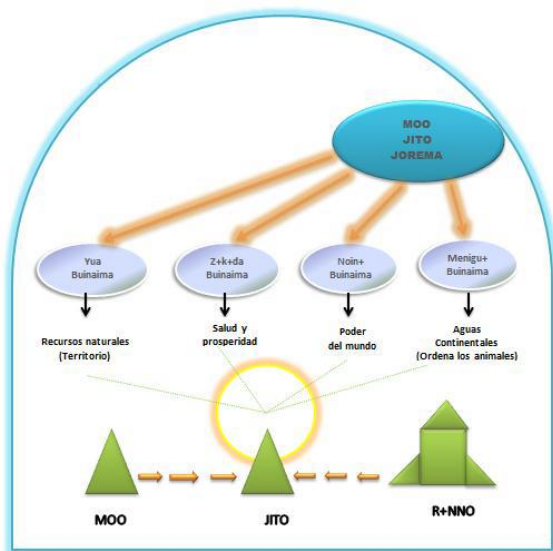 MOO
JITO
JOREMA
Yua
Buinaima
Z+k+da
Buinaima
Noin+
Buinaima
Menigu+
Buinaima
Recursos naturales
(Territorio)
Salud y
prosperidad
Poder
del mundo
Aguas
Continentales
(Ordena los animales)
MOO
JITO
R+NNO